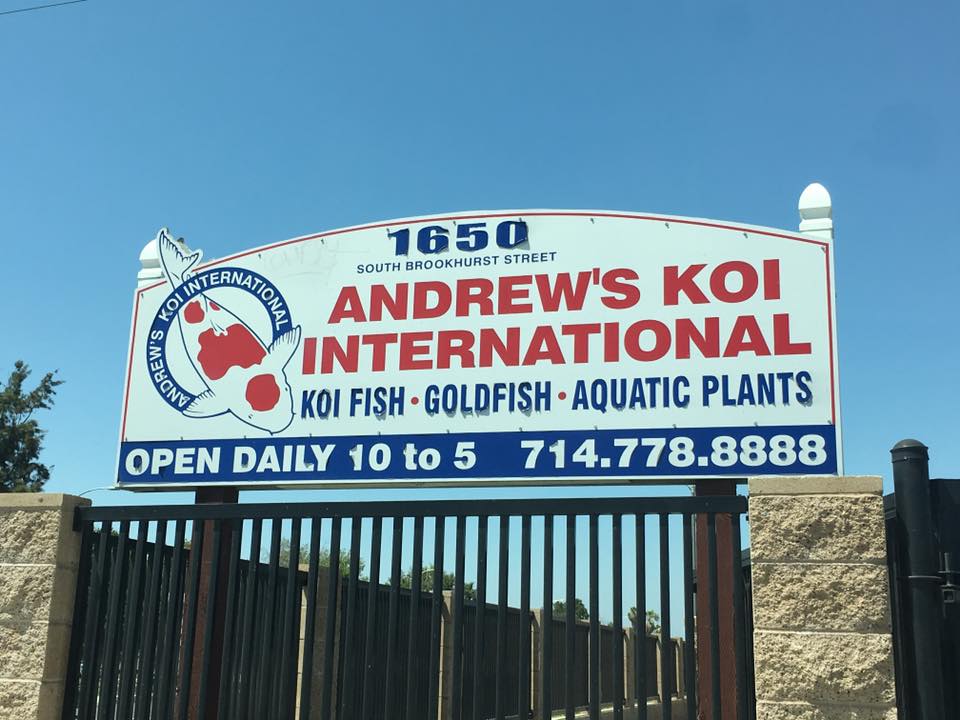 1650
SOUTH BROOKHURST STREET
ANDREW'S KOI INTERNATIONAL
ANDREW'S KOI
INTERNATIONAL
KOI FISH • GOLDFISH • AQUATIC PLANTS
OPEN DAILY 10 to 5 714.778.8888